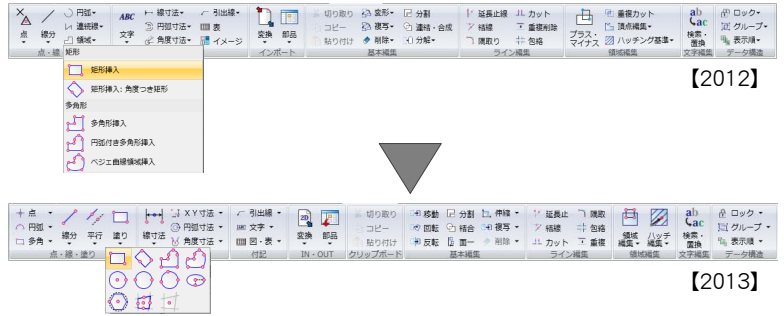 点 線分 円弧 連続線 領域 ABC 文字 線寸法 円弧寸法 角度寸法 引出線 表 イメージ 変換 部品 切り取り コピー 貼り付け 変形 複写 削除 分割 連結・合成 分解 延長止線 結線 隅取り カット 重複削除 包絡 プラス・マイナス 重複カット 頂点編集 ハッチング基準 ab ac 検索・置換 ロック グループ 表示順
点・線 インポート 基本編集 ライン編集 領域編集 文字編集 データ構造
矩形
矩形挿入
矩形挿入: 角度つき矩形
多角形
多角形挿入
円弧付き多角形挿入
ベジエ曲線領域挿入
【2012】
点 円弧 多角 線分 平行 塗り 線寸法 XY寸法 円弧寸法 角度寸法 引出線 文字 図・表 2D 変換 部品 切り取り コピー 貼り付け 移動 回転 反転 分割 結合 面一 伸縮 複写 削除 延長止 結線 カット 隅取 包絡 重複 領域編集 ハッチ編集 ab ac 検索・置換 ロック グループ 表示順
点・線・塗り 付記 IN・OUT クリップボード 基本編集 ライン編集 領域編集 文字編集 データ構造
【2013】